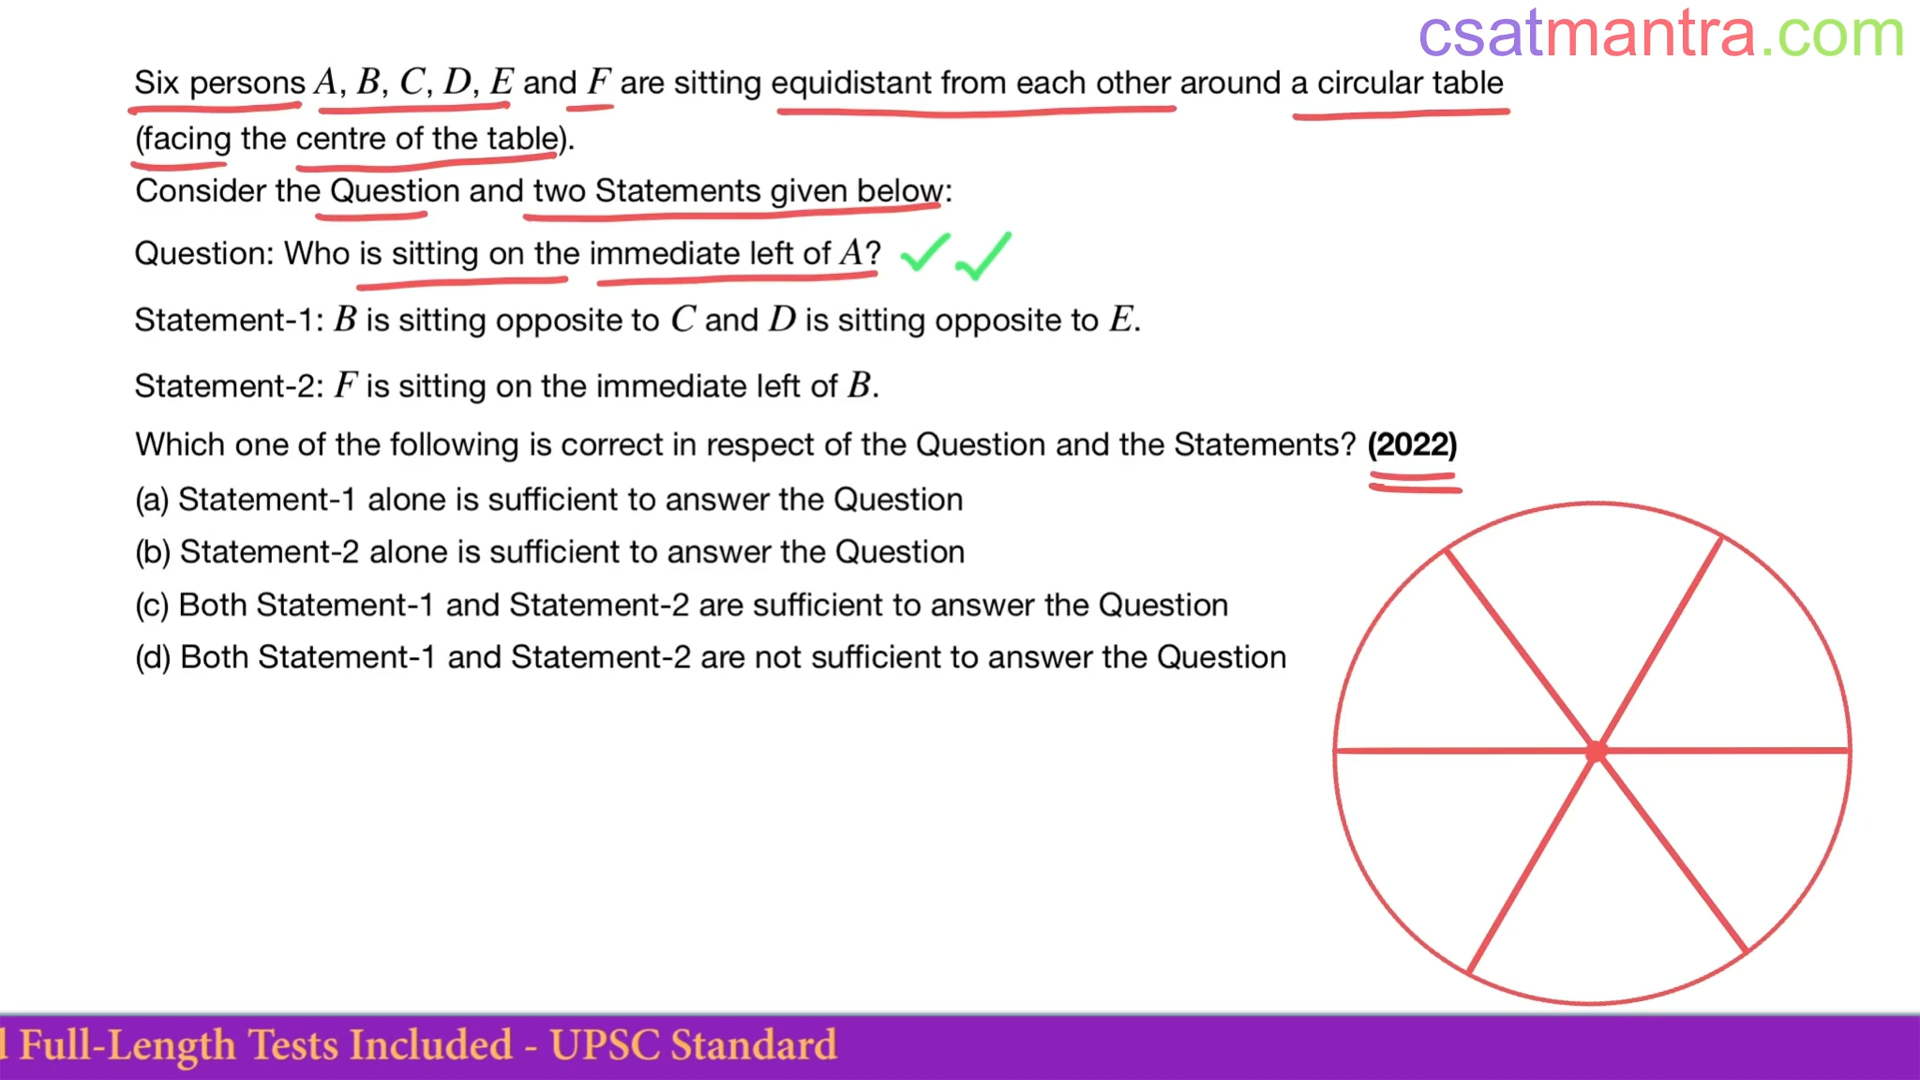 csatmantra.com
Six persons A, B, C, D, E and F are sitting equidistant from each other around a circular table
(facing the centre of the table).
Consider the Question and two Statements given below:
Question: Who is sitting on the immediate left of A?
Statement-1: B is sitting opposite to C and D is sitting opposite to E.
Statement-2: F is sitting on the immediate left of B.
Which one of the following is correct in respect of the Question and the Statements? (2022)
(a) Statement-1 alone is sufficient to answer the Question
(b) Statement-2 alone is sufficient to answer the Question
(c) Both Statement-1 and Statement-2 are sufficient to answer the Question
(d) Both Statement-1 and Statement-2 are not sufficient to answer the Question
Full-Length Tests Included - UPSC Standard